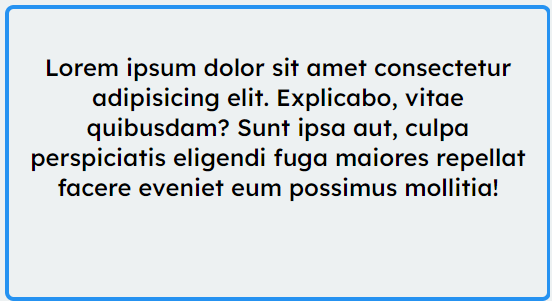 Lorem ipsum dolor sit amet consectetur
adipisicing elit. Explicabo, vitae
quibusdam? Sunt ipsa aut, culpa
perspiciatis eligendi fuga maiores repellat
facere eveniet eum possimus mollitia!